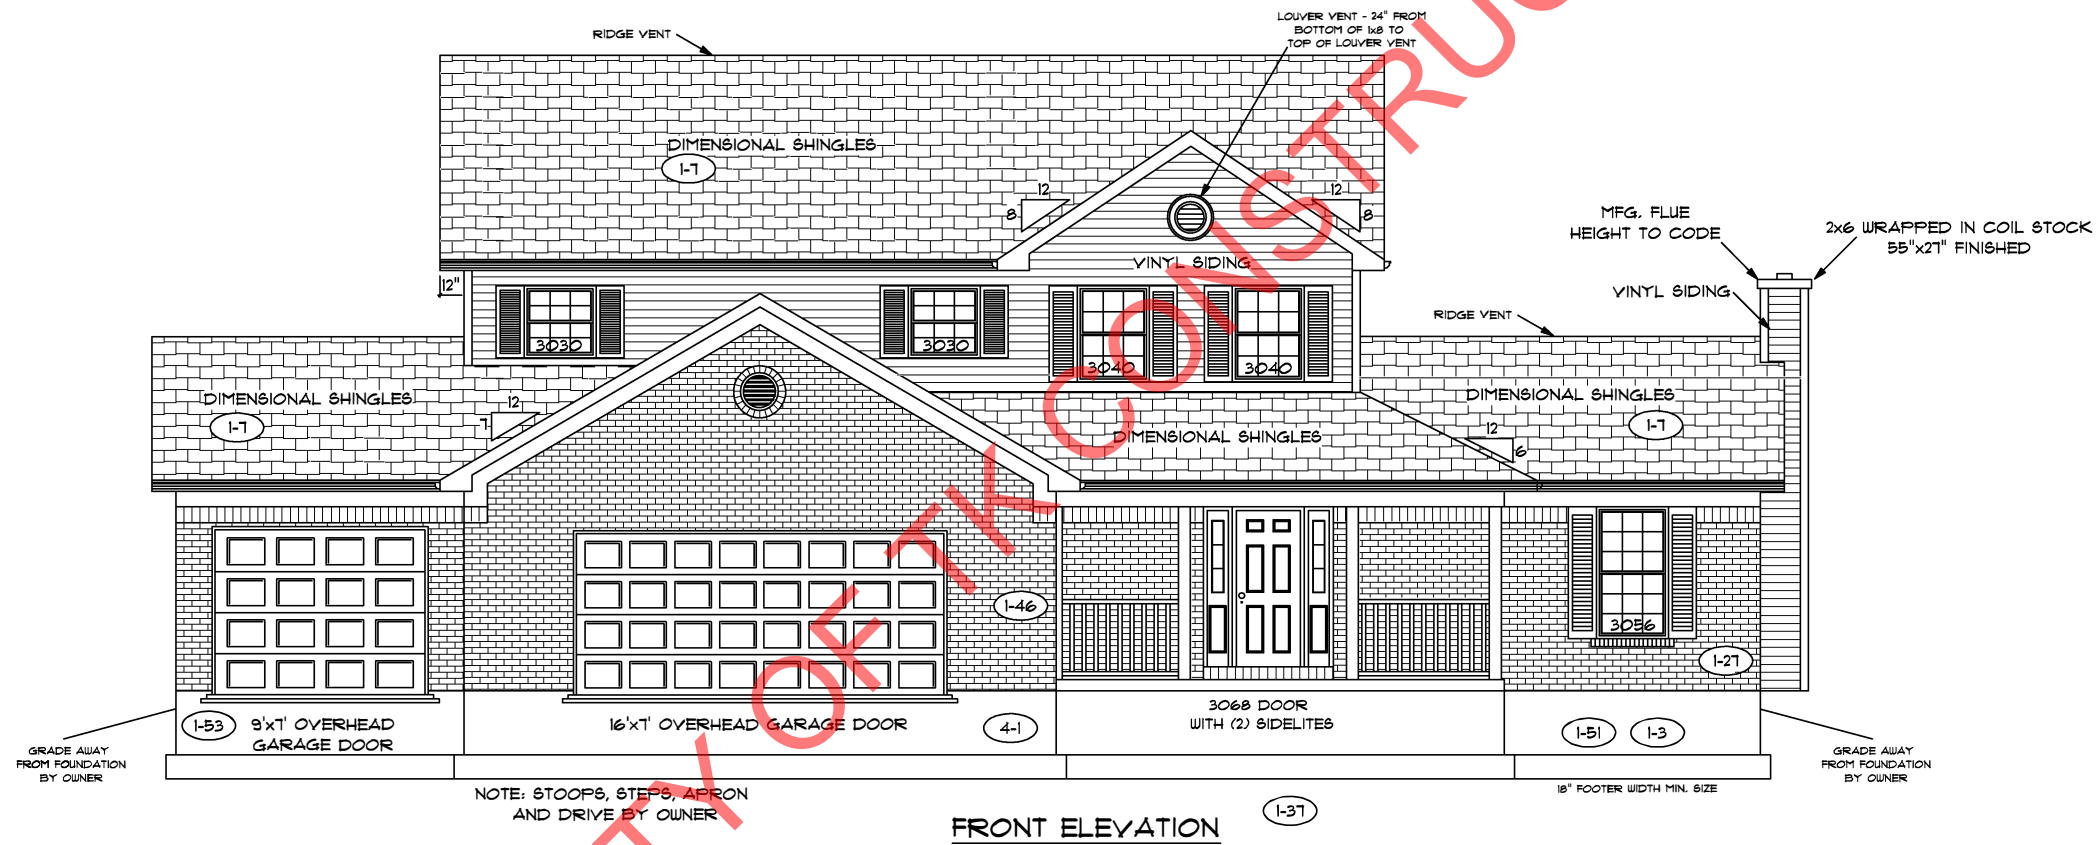 LOUVER VENT - 24" FROM
BOTTOM OF 1x8 TO
TOP OF LOUVER VENT
RIDGE VENT
DIMENSIONAL SHINGLES
1-7
12
8
12
8
MFG. FLUE
HEIGHT TO CODE
2x6 WRAPPED IN COIL STOCK
55"x27" FINISHED
VINYL SIDING
12"
VINYL SIDING
RIDGE VENT
3030
3030
3040
3040
DIMENSIONAL SHINGLES
1-7
12
7
DIMENSIONAL SHINGLES
1-7
DIMENSIONAL SHINGLES
12
6
1-46
3056
1-27
1-53
9'x7' OVERHEAD
GARAGE DOOR
16'x7' OVERHEAD GARAGE DOOR
4-1
3068 DOOR
WITH (2) SIDELITES
1-51
1-3
GRADE AWAY
FROM FOUNDATION
BY OWNER
GRADE AWAY
FROM FOUNDATION
BY OWNER
NOTE: STOOPS, STEPS, APRON
AND DRIVE BY OWNER
18" FOOTER WIDTH MIN. SIZE
1-37
FRONT ELEVATION
TY OF TK CONSTRUC